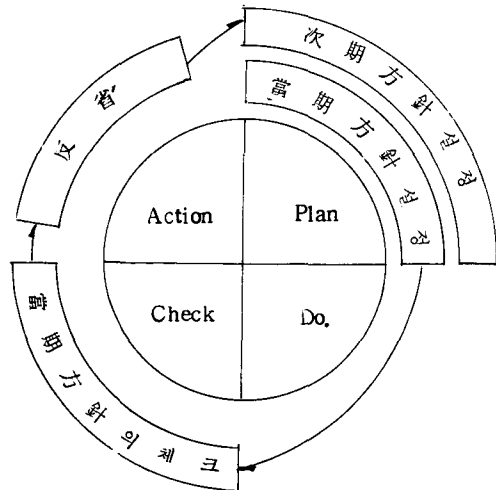 次期方針설정
當期方針설정
反省
Action
Plan
Check
Do.
當期方針의체크